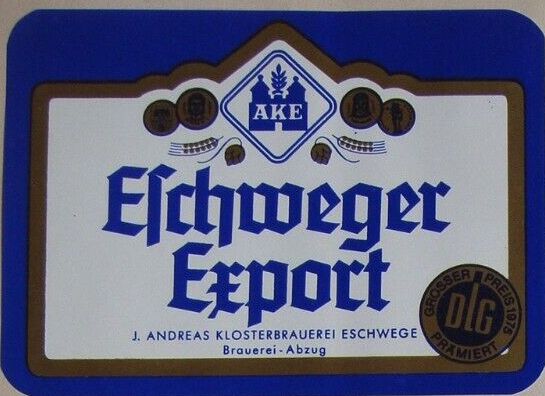 AKE
Eſchweger
Export
J. ANDREAS KLOSTERBRAUEREI ESCHWEGE
Brauerei-Abzug
GROSSER PREIS 1975
DLG
PRÄMIERT